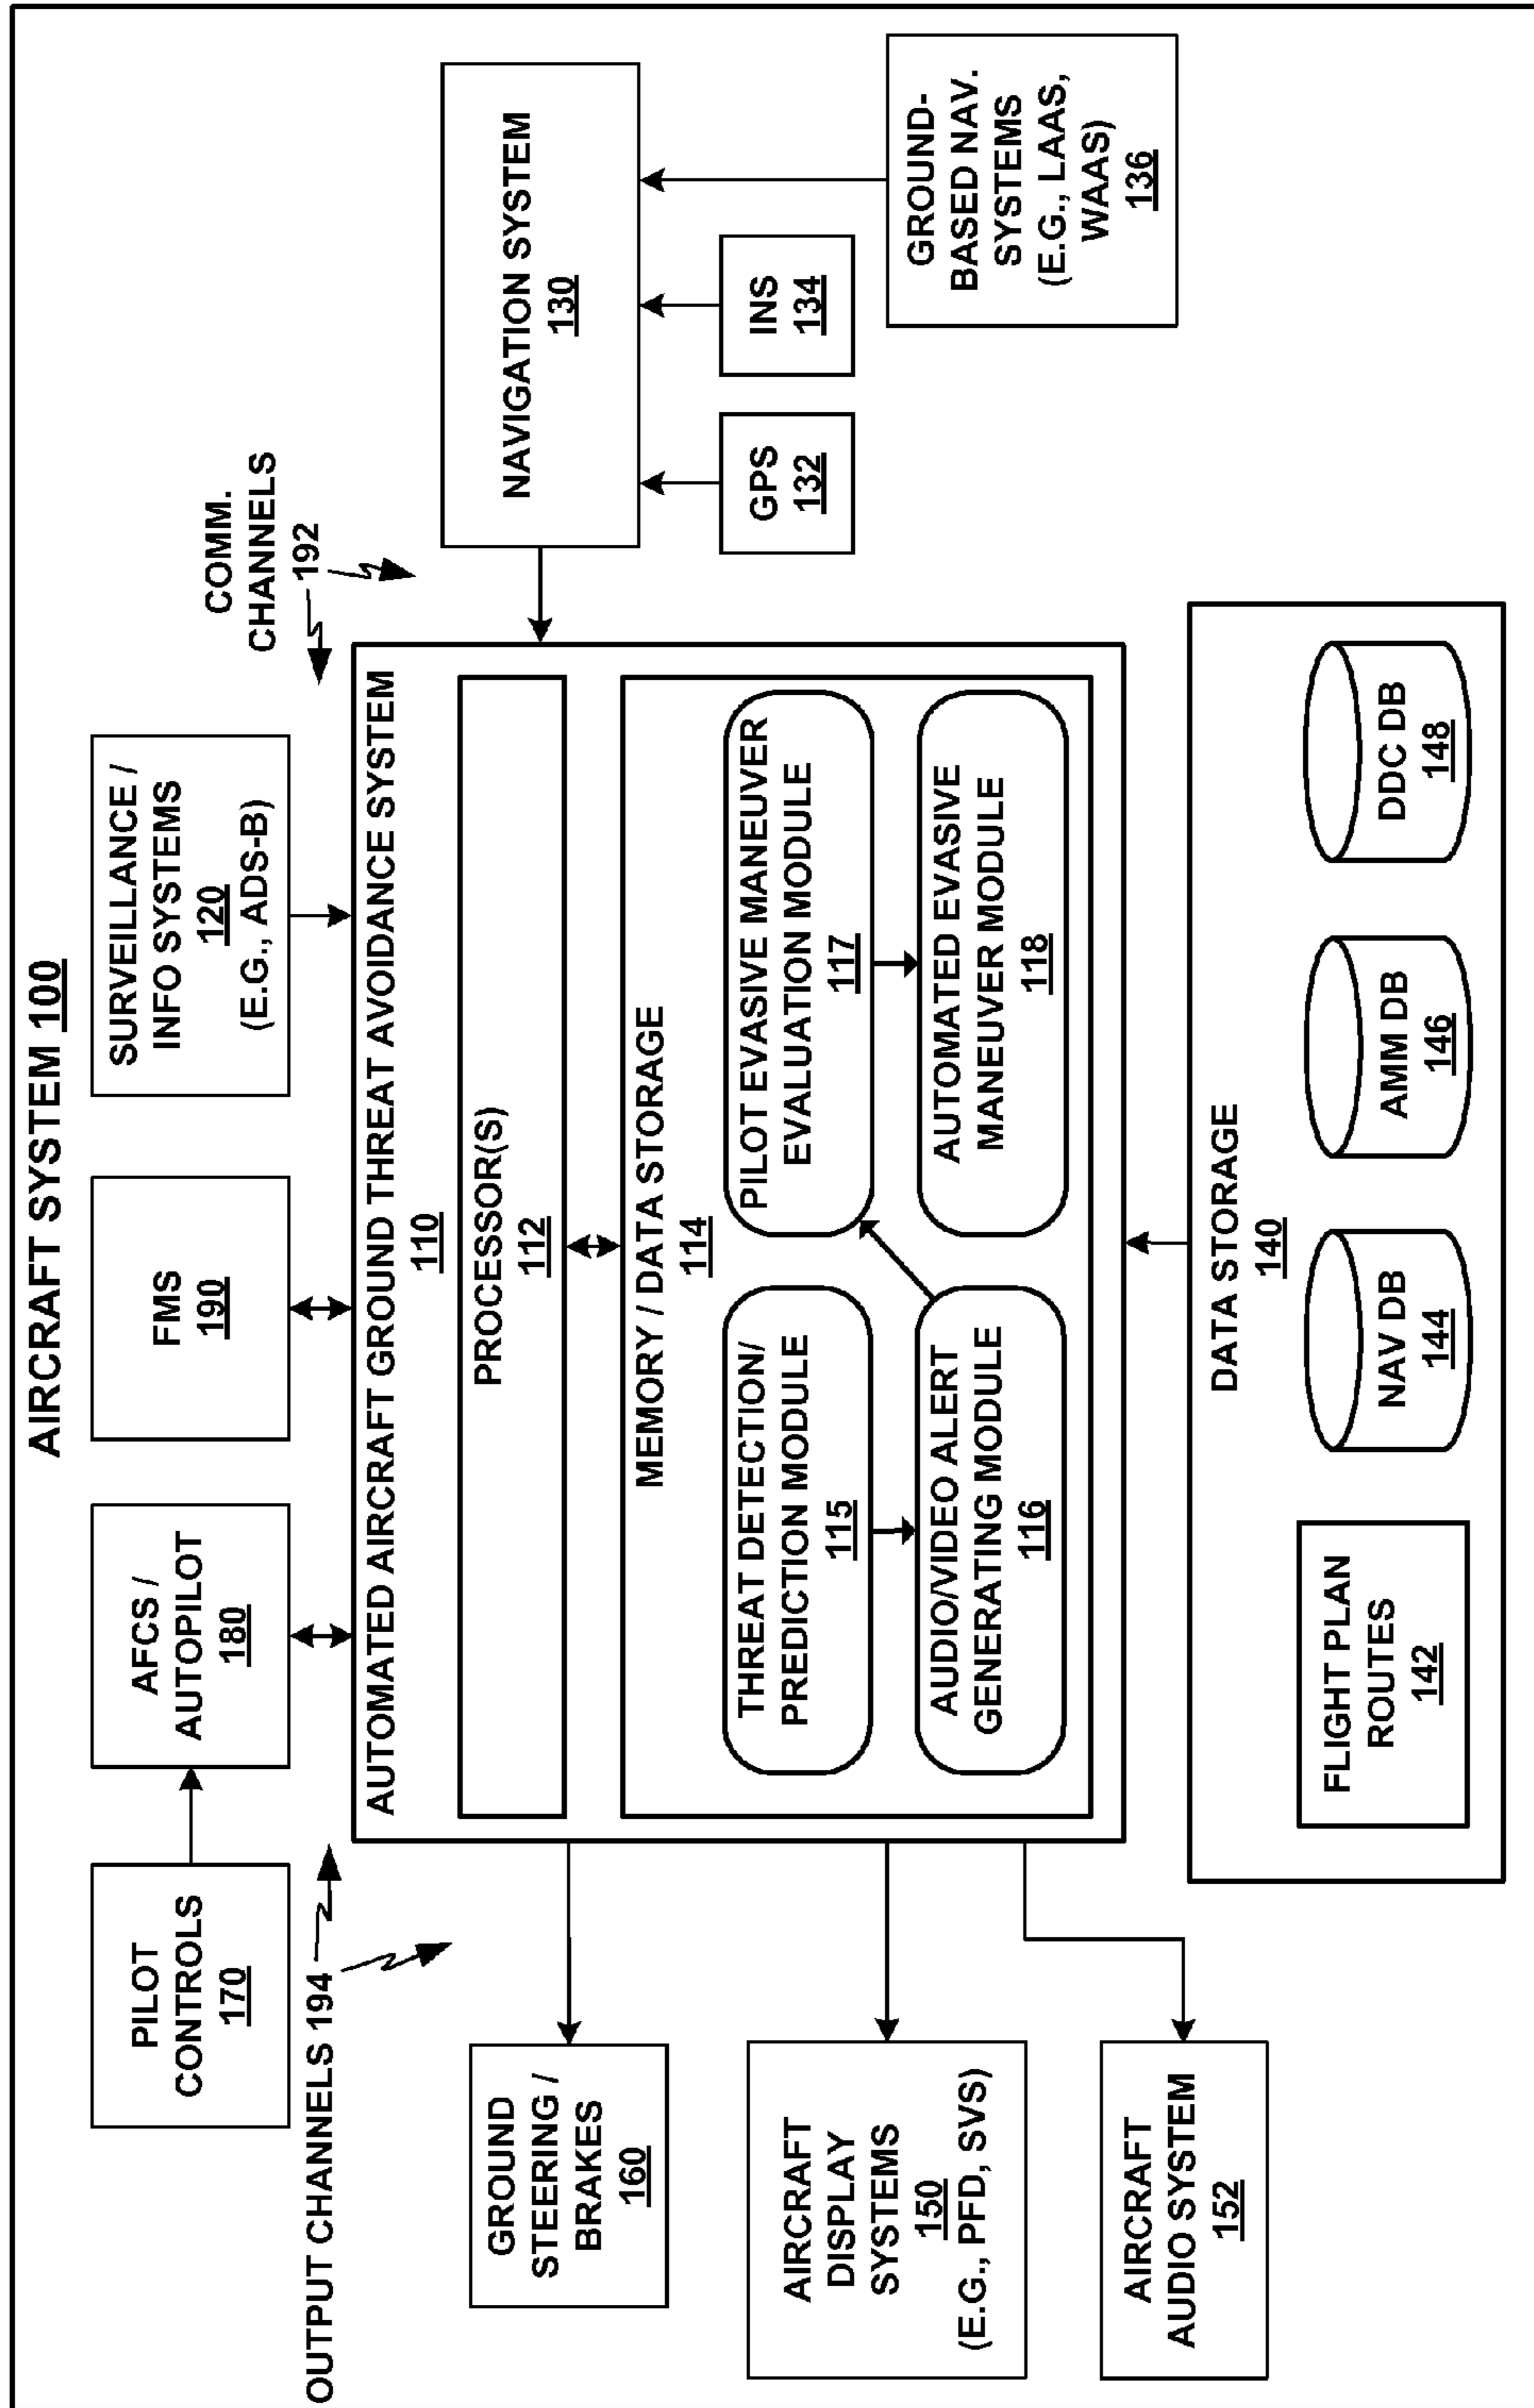 AIRCRAFT SYSTEM 100
PILOT
CONTROLS
170
AFCS /
AUTOPILOT
180
FMS
190
SURVEILLANCE /
INFO SYSTEMS
120
(E.G., ADS-B)
COMM.
CHANNELS
192
OUTPUT CHANNELS 194
AUTOMATED AIRCRAFT GROUND THREAT AVOIDANCE SYSTEM
110
PROCESSOR(S)
112
MEMORY / DATA STORAGE
114
THREAT DETECTION/
PREDICTION MODULE
115
AUDIO/VIDEO ALERT
GENERATING MODULE
116
PILOT EVASIVE MANEUVER
EVALUATION MODULE
117
AUTOMATED EVASIVE
MANEUVER MODULE
118
GROUND
STEERING /
BRAKES
160
AIRCRAFT
DISPLAY
SYSTEMS
150
(E.G., PFD, SVS)
AIRCRAFT
AUDIO SYSTEM
152
NAVIGATION SYSTEM
130
GPS
132
INS
134
GROUND-
BASED NAV.
SYSTEMS
(E.G., LAAS,
WAAS)
136
DATA STORAGE
140
FLIGHT PLAN
ROUTES
142
NAV DB
144
AMM DB
146
DDC DB
148